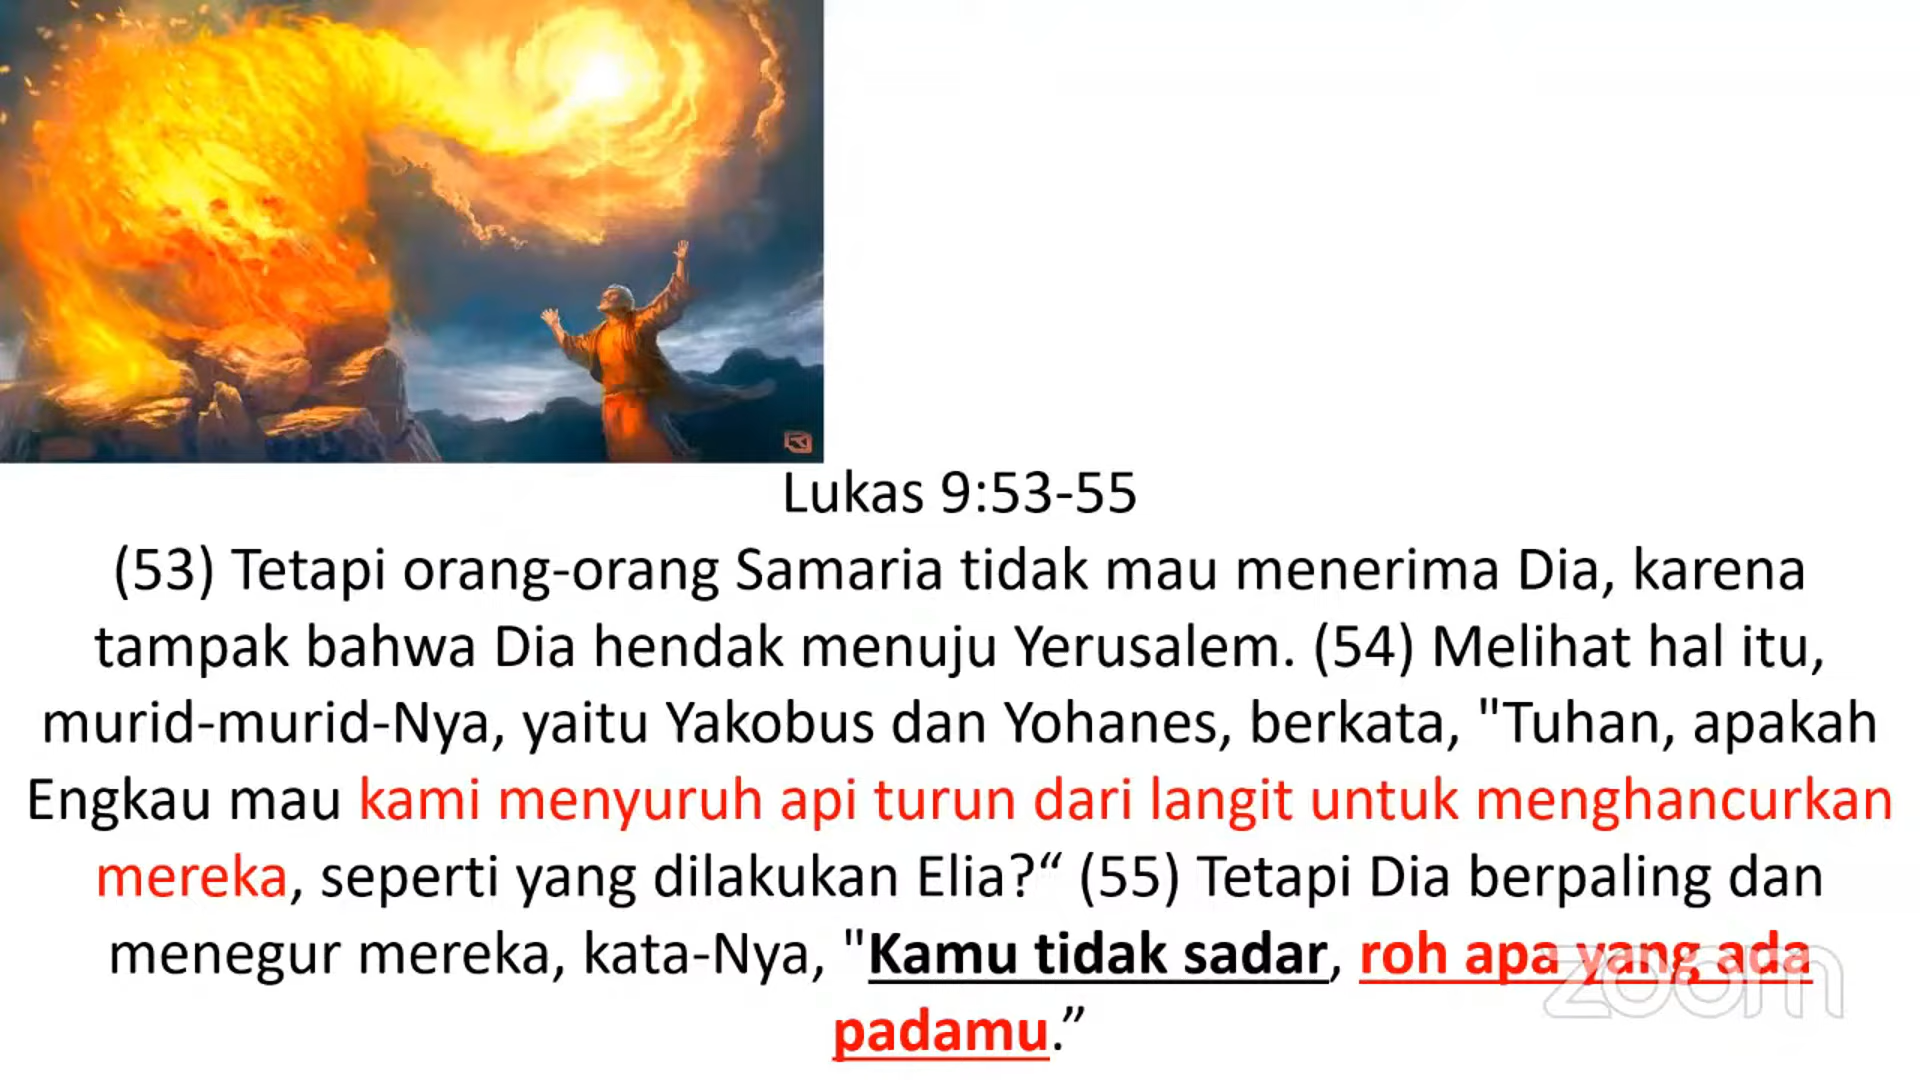 Lukas 9:53-55
(53) Tetapi orang-orang Samaria tidak mau menerima Dia, karena
tampak bahwa Dia hendak menuju Yerusalem. (54) Melihat hal itu,
murid-murid-Nya, yaitu Yakobus dan Yohanes, berkata, "Tuhan, apakah
Engkau mau kami menyuruh api turun dari langit untuk menghancurkan
mereka, seperti yang dilakukan Elia?“ (55) Tetapi Dia berpaling dan
menegur mereka, kata-Nya, "Kamu tidak sadar, roh apa yang ada
padamu.”
zoom